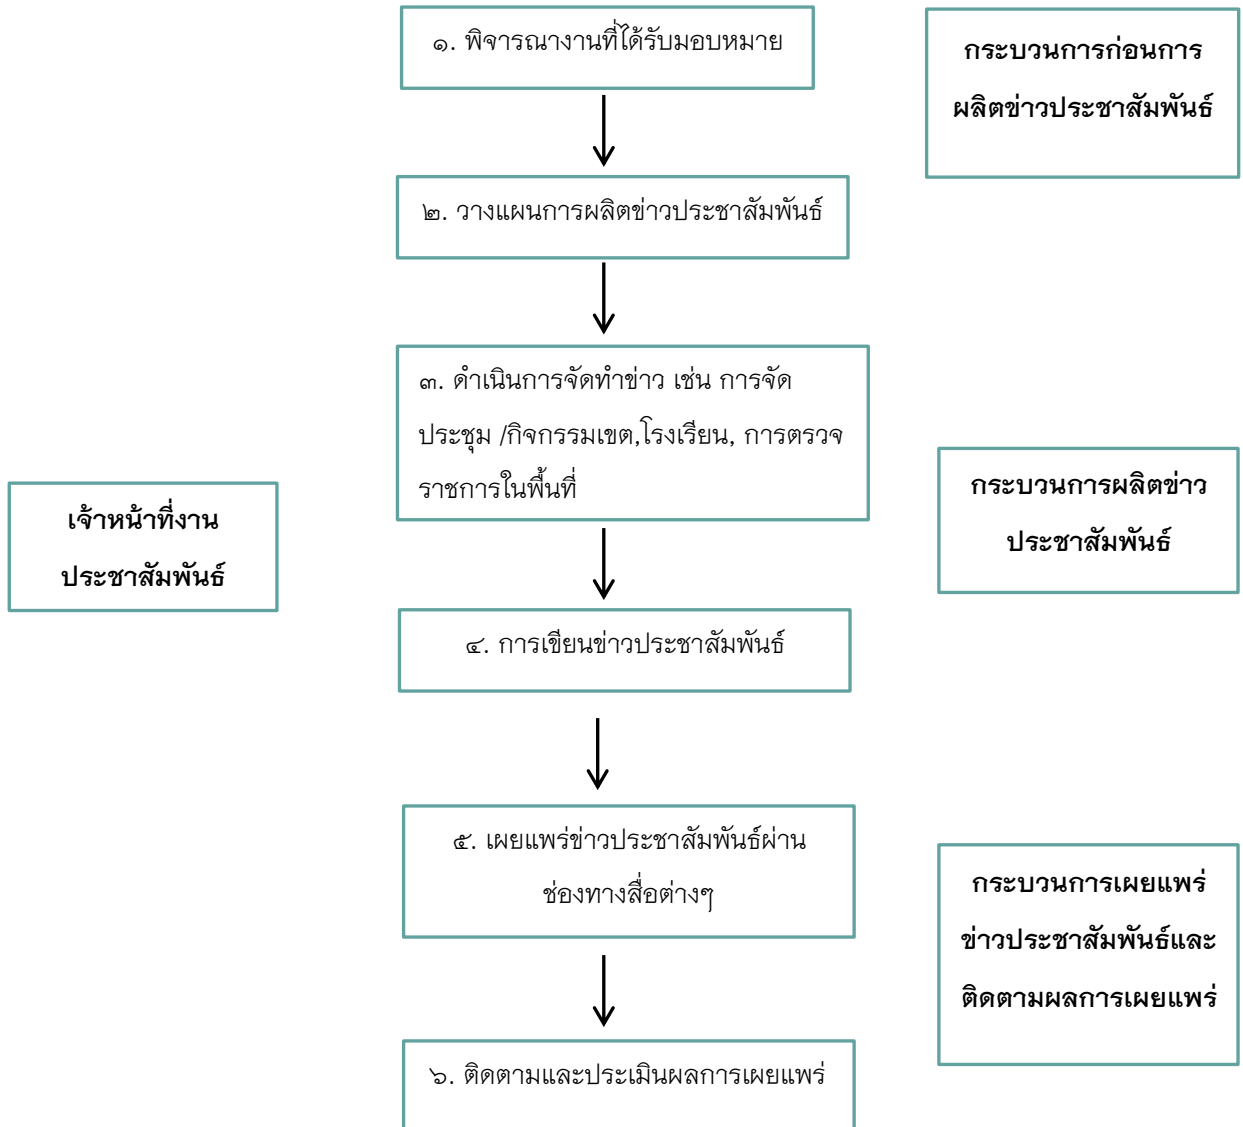 ๑. พิจารณางานที่ได้รับมอบหมาย
กระบวนการก่อนการ
ผลิตข่าวประชาสัมพันธ์
๒. วางแผนการผลิตข่าวประชาสัมพันธ์
๓. ดำเนินการจัดทำข่าว เช่น การจัด
ประชุม /กิจกรรมเขต,โรงเรียน, การตรวจ
ราชการในพื้นที่
เจ้าหน้าที่งาน
ประชาสัมพันธ์
กระบวนการผลิตข่าว
ประชาสัมพันธ์
๔. การเขียนข่าวประชาสัมพันธ์
๕. เผยแพร่ข่าวประชาสัมพันธ์ผ่าน
ช่องทางสื่อต่างๆ
กระบวนการเผยแพร่
ข่าวประชาสัมพันธ์และ
ติดตามผลการเผยแพร่
๖. ติดตามและประเมินผลการเผยแพร่